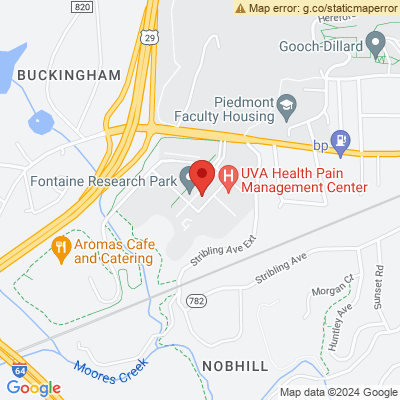 Map error: g.co/staticmaperror
820
Hereford
29
Gooch-Dillard
BUCKINGHAM
Piedmont
Faculty Housing
bp
Fontaine Research Park
H
UVA Health Pain
Management Center
Aromas Cafe
and Catering
Stribling Ave Ext
Stribling Ave
782
Morgan Ct
Huntley Ave
Sunset Rd
Moores Creek
NOBHILL
64
Google
Map data ©2024 Google